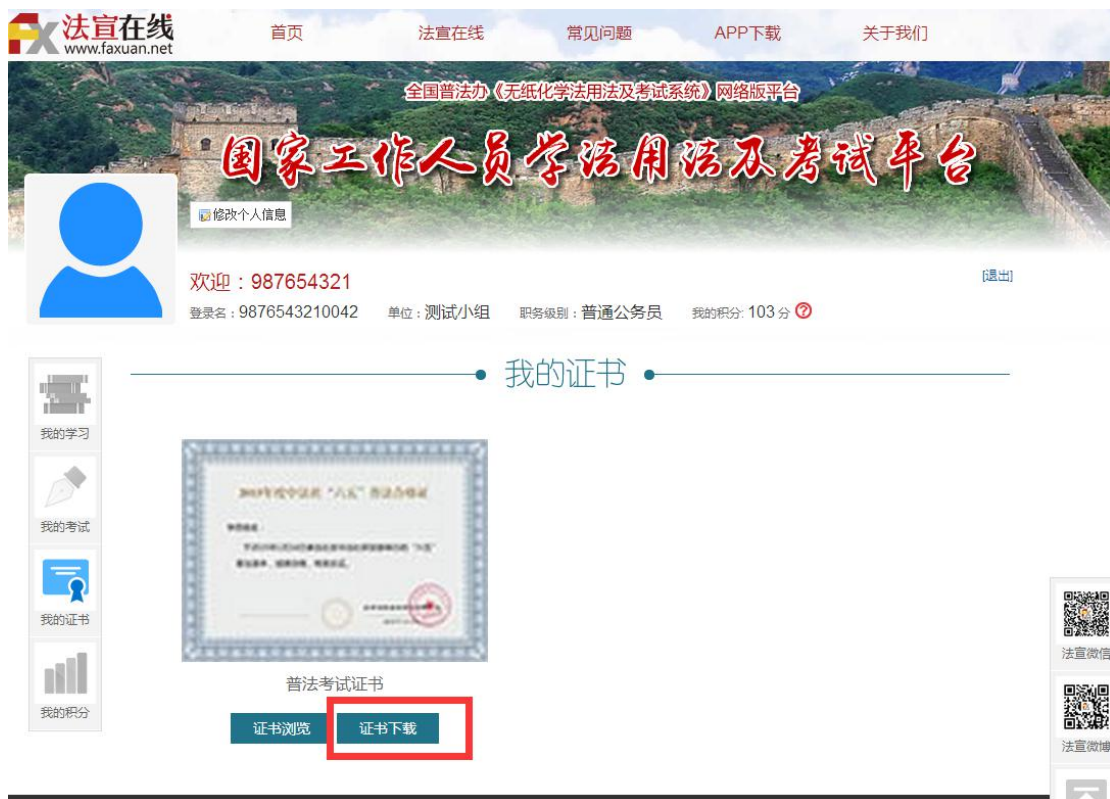 法宣在线
www.faxuan.net
首页
法宣在线
常见问题
APP下载
关于我们
全国普法办《无纸化学法用法及考试系统》网络版平台
国家工作人员学法用法及考试平台
修改个人信息
欢迎：987654321
[退出]
登录名：9876543210042 单位：测试小组 职务级别：普通公务员 我的积分: 103 分
我的证书
我的学习
我的考试
我的证书
我的积分
普法考试证书
证书浏览
证书下载
法宣微信
法宣微博